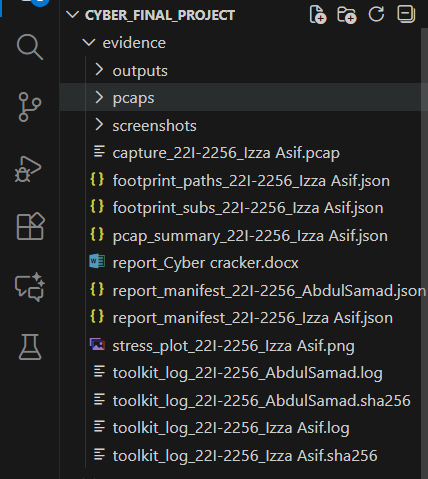 CYBER_FINAL_PROJECT
evidence
outputs
pcaps
screenshots
capture_22I-2256_Izza Asif.pcap
{} footprint_paths_22I-2256_Izza Asif.json
{} footprint_subs_22I-2256_Izza Asif.json
{} pcap_summary_22I-2256_Izza Asif.json
report_Cyber cracker.docx
{} report_manifest_22I-2256_AbdulSamad.json
{} report_manifest_22I-2256_Izza Asif.json
stress_plot_22I-2256_Izza Asif.png
toolkit_log_22I-2256_AbdulSamad.log
toolkit_log_22I-2256_AbdulSamad.sha256
toolkit_log_22I-2256_Izza Asif.log
toolkit_log_22I-2256_Izza Asif.sha256